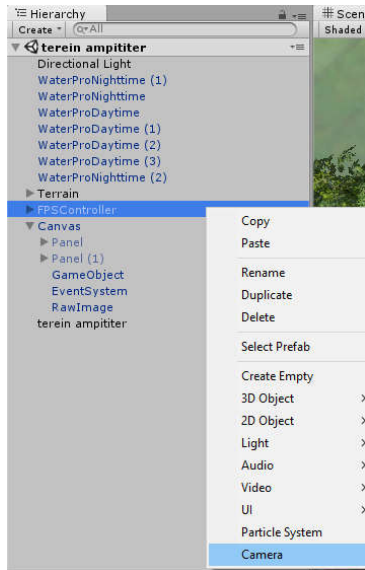 Hierarchy
# Scen
Create
Q▾All
Shaded
terein ampititer
Directional Light
WaterProNighttime (1)
WaterProNighttime
WaterProDaytime
WaterProDaytime (1)
WaterProDaytime (2)
WaterProDaytime (3)
WaterProNighttime (2)
Terrain
FPSController
Canvas
Panel
Panel (1)
GameObject
EventSystem
RawImage
terein ampititer
Copy
Paste
Rename
Duplicate
Delete
Select Prefab
Create Empty
3D Object
2D Object
Light
Audio
Video
UI
Particle System
Camera